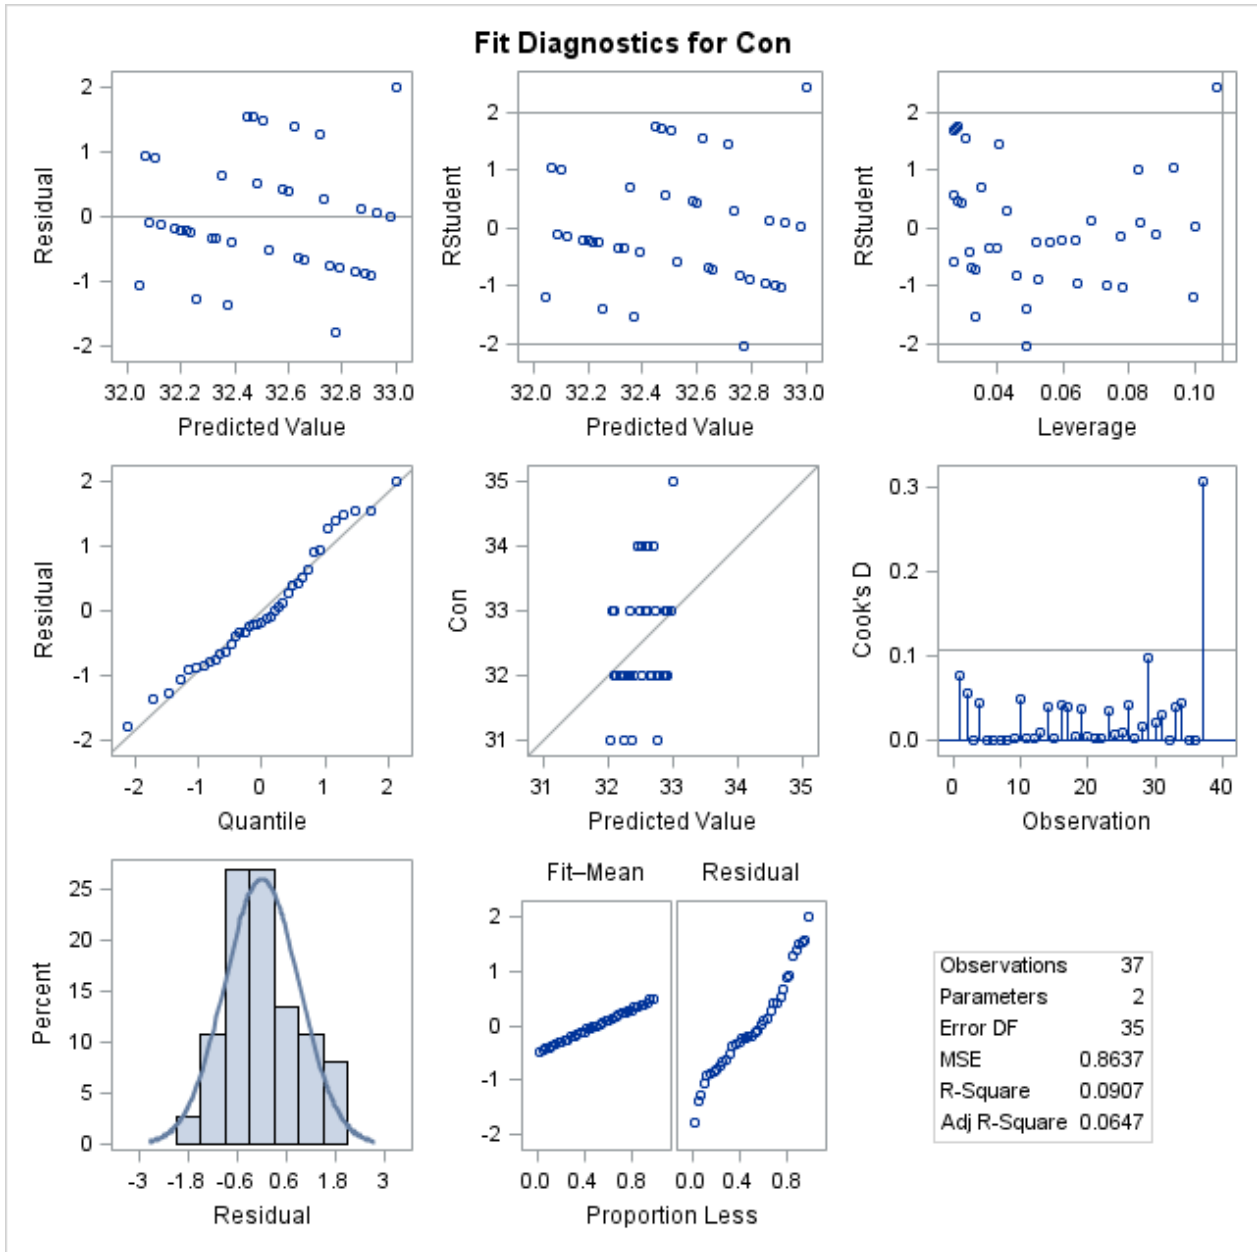 Fit Diagnostics for Con
2
1
0
-1
-2
Residual
32.0 32.2 32.4 32.6 32.8 33.0
Predicted Value
2
1
0
-1
-2
RStudent
32.0 32.2 32.4 32.6 32.8 33.0
Predicted Value
2
1
0
-1
-2
RStudent
0.04 0.06 0.08 0.10
Leverage
2
1
0
-1
-2
Residual
-2 -1 0 1 2
Quantile
35
34
33
32
31
Con
31 32 33 34 35
Predicted Value
0.3
0.2
0.1
0.0
Cook's D
0 10 20 30 40
Observation
25
20
15
10
5
0
Percent
-3 -1.8 -0.6 0.6 1.8 3
Residual
Fit–Mean Residual
2
1
0
-1
-2
0.0 0.4 0.8 0.0 0.4 0.8
Proportion Less
Observations 37
Parameters 2
Error DF 35
MSE 0.8637
R-Square 0.0907
Adj R-Square 0.0647